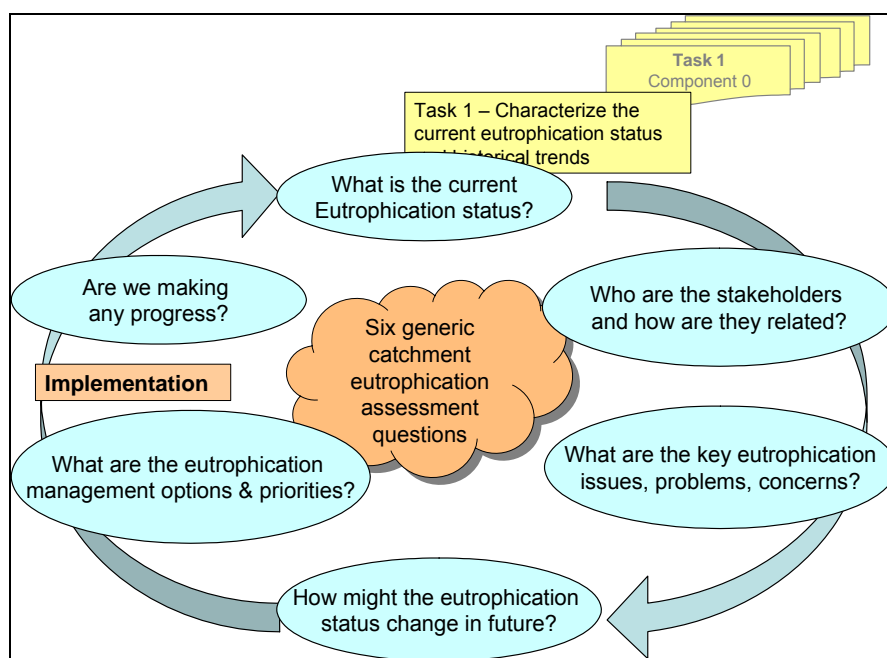 Task 1
Component 0
Task 1 – Characterize the
current eutrophication status
historical trends
What is the current
Eutrophication status?
Are we making
any progress?
Who are the stakeholders
and how are they related?
Six generic
catchment
eutrophication
assessment
questions
Implementation
What are the eutrophication
management options & priorities?
What are the key eutrophication
issues, problems, concerns?
How might the eutrophication
status change in future?